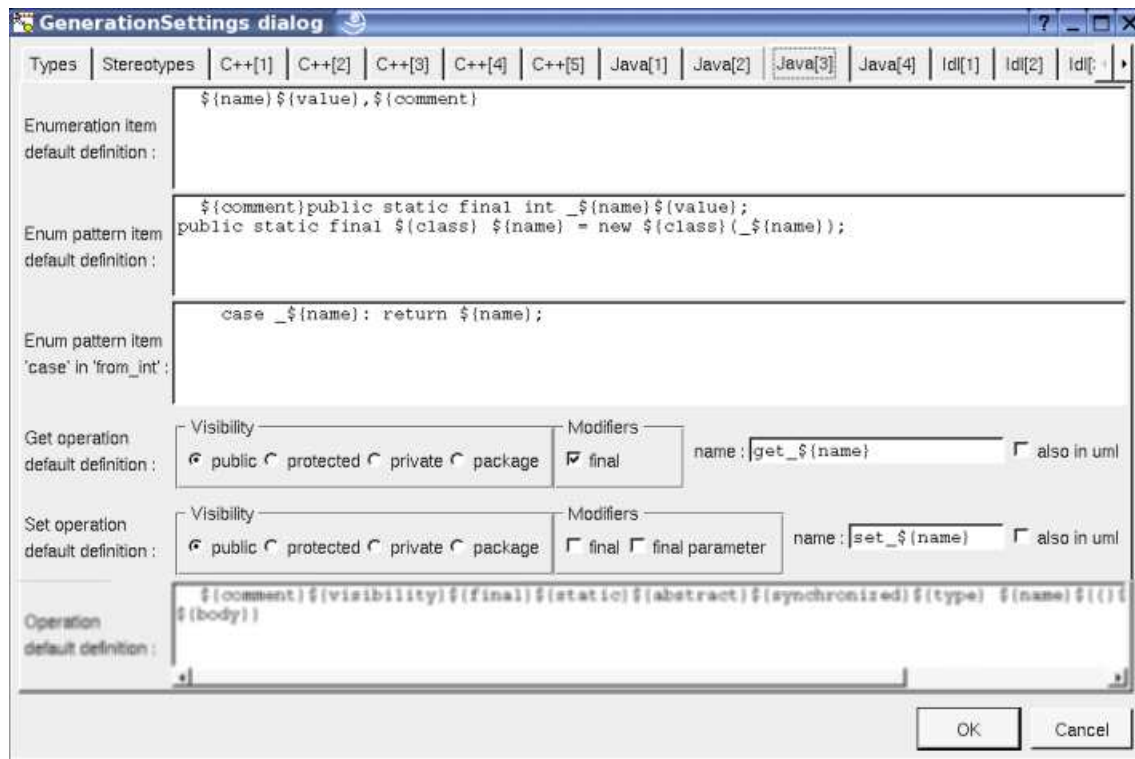 GenerationSettings dialog
Types Stereotypes C++[1] C++[2] C++[3] C++[4] C++[5] Java[1] Java[2] Java[3] Java[4] Idl[1] Idl[2] Idl[
Enumeration item
default definition :
${name}${value},${comment}
Enum pattern item
default definition :
${comment}public static final int _${name}${value};
public static final ${class} ${name} = new ${class}(_${name});
Enum pattern item
'case' in 'from_int' :
case _${name}: return ${name};
Get operation
default definition :
Visibility
public protected private package
Modifiers
final
name : get_${name}
also in uml
Set operation
default definition :
Visibility
public protected private package
Modifiers
final final parameter
name : set_${name}
also in uml
Operation
default definition :
${comment}${visibility}${final}${static}${abstract}${synchronized}${type} ${name}${(}
${body}}
OK Cancel